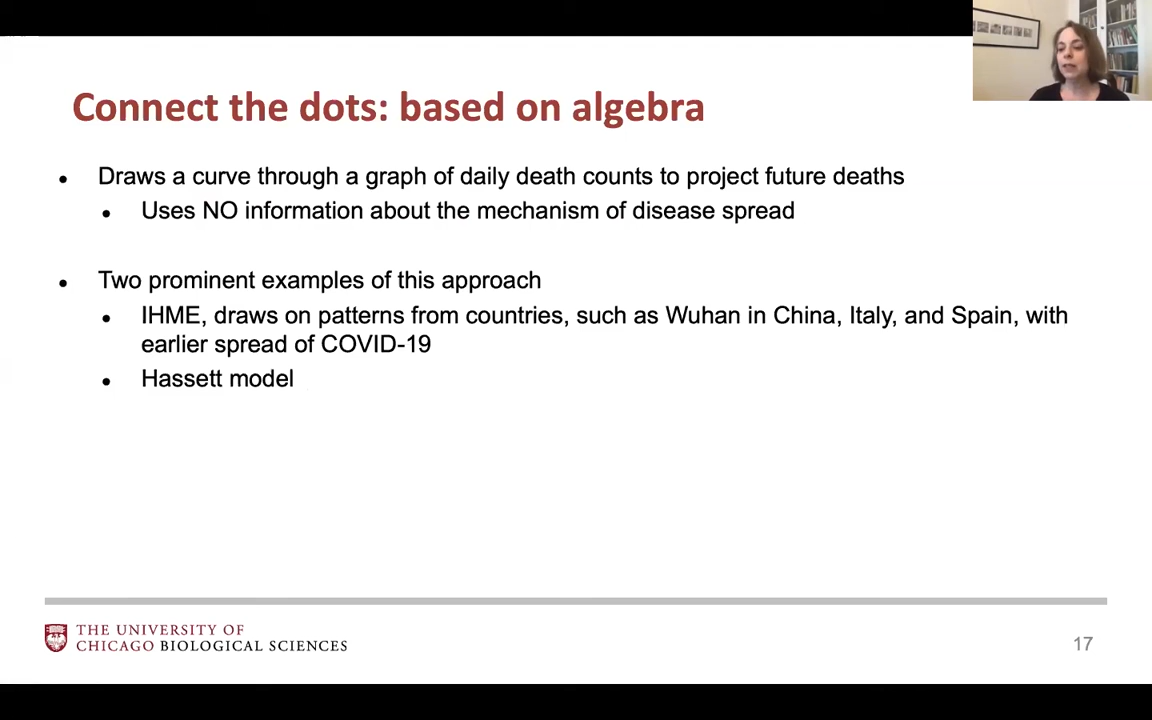 Connect the dots: based on algebra
• Draws a curve through a graph of daily death counts to project future deaths
• Uses NO information about the mechanism of disease spread
• Two prominent examples of this approach
• IHME, draws on patterns from countries, such as Wuhan in China, Italy, and Spain, with
earlier spread of COVID-19
• Hassett model
THE UNIVERSITY OF
CHICAGO BIOLOGICAL SCIENCES
17